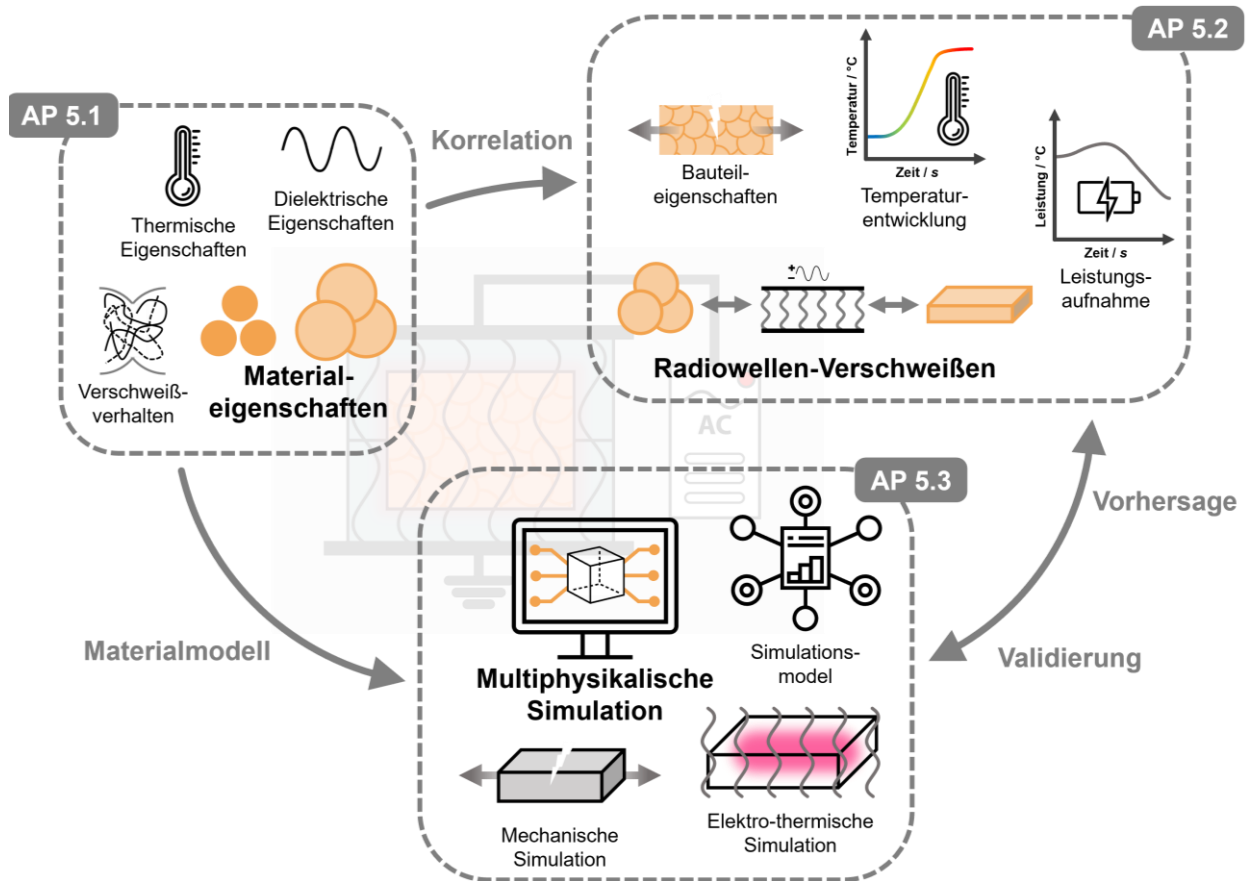 AP 5.1
Thermische
Eigenschaften
Dielektrische
Eigenschaften
Verschweiß-
verhalten
Material-
eigenschaften
Korrelation
AP 5.2
Bauteil-
eigenschaften
Temperatur / °C
Zeit / s
Temperatur-
entwicklung
Leistung / °C
Zeit / s
Leistungs-
aufnahme
+
−
Radiowellen-Verschweißen
AC
Materialmodell
Vorhersage
Validierung
AP 5.3
Multiphysikalische
Simulation
Simulations-
model
Mechanische
Simulation
Elektro-thermische
Simulation